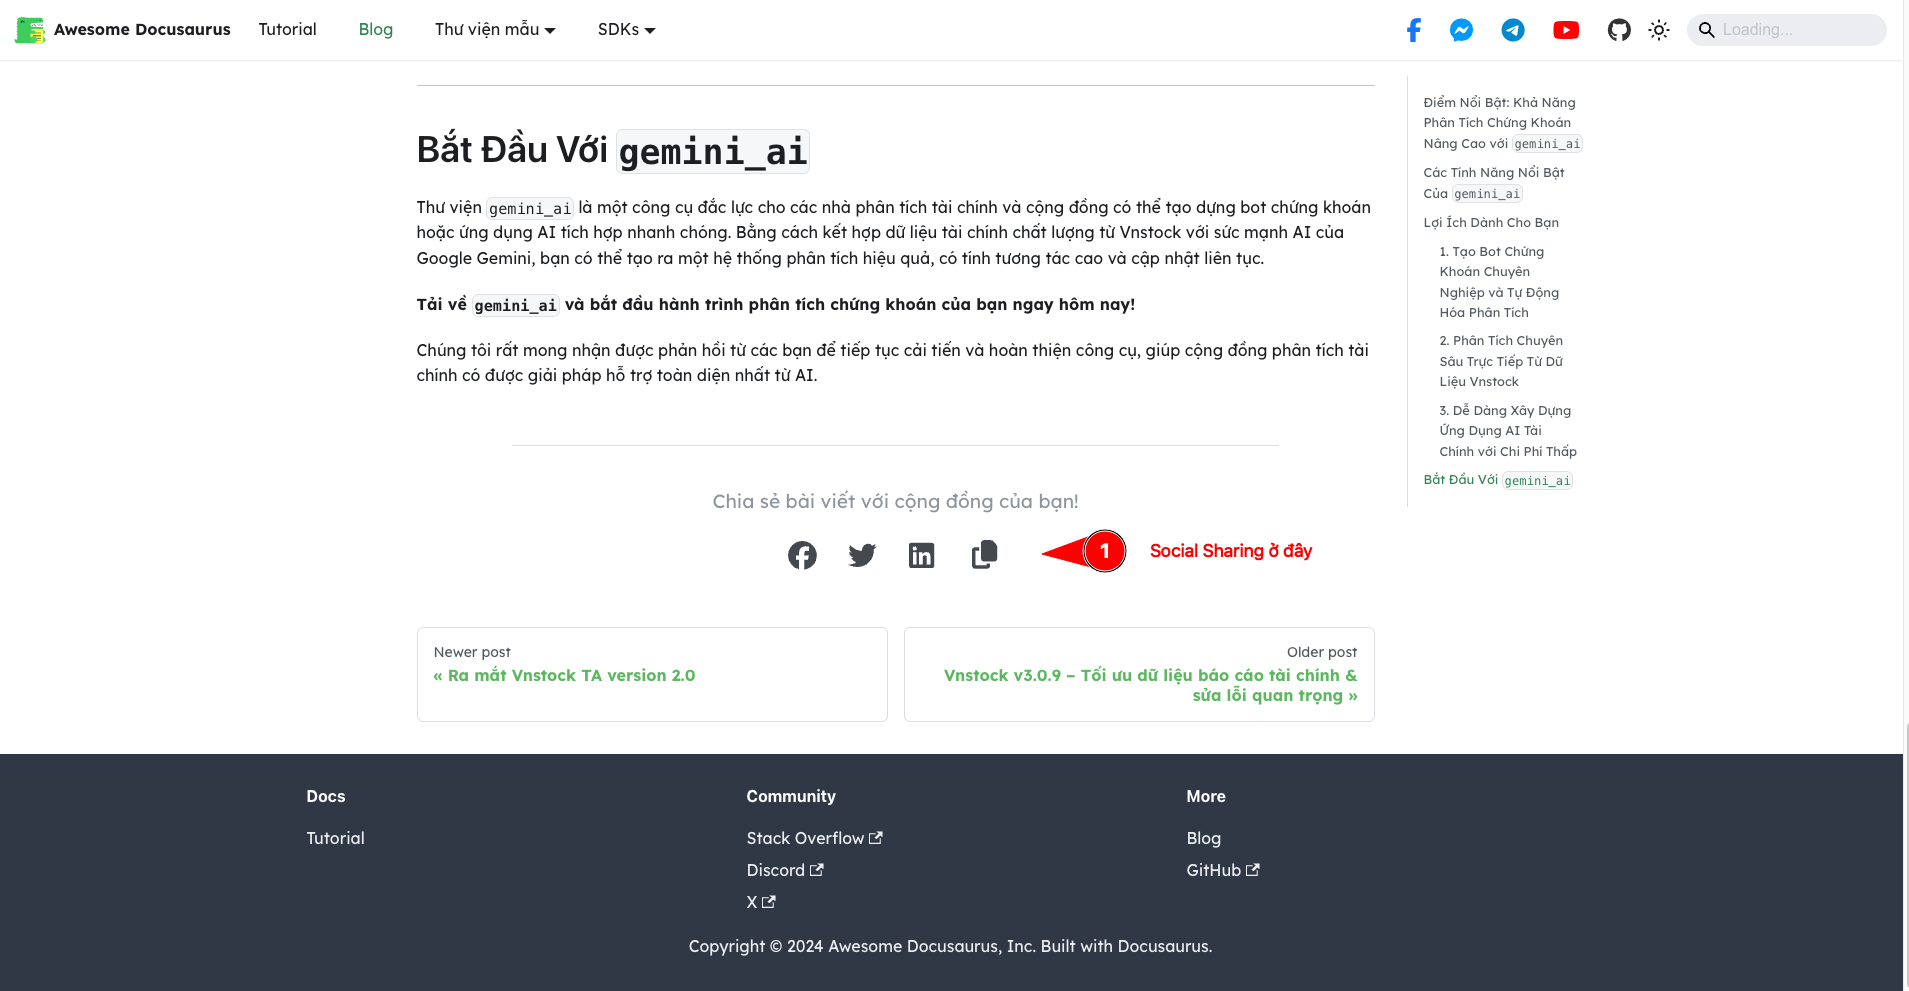 Awesome Docusaurus Tutorial Blog Thư viện mẫu SDKs Loading...
Bắt Đầu Với gemini_ai
Thư viện gemini_ai là một công cụ đắc lực cho các nhà phân tích tài chính và cộng đồng có thể tạo dựng bot chứng khoán
hoặc ứng dụng AI tích hợp nhanh chóng. Bằng cách kết hợp dữ liệu tài chính chất lượng từ Vnstock với sức mạnh AI của
Google Gemini, bạn có thể tạo ra một hệ thống phân tích hiệu quả, có tính tương tác cao và cập nhật liên tục.
Tải về gemini_ai và bắt đầu hành trình phân tích chứng khoán của bạn ngay hôm nay!
Chúng tôi rất mong nhận được phản hồi từ các bạn để tiếp tục cải tiến và hoàn thiện công cụ, giúp cộng đồng phân tích tài
chính có được giải pháp hỗ trợ toàn diện nhất từ AI.
Chia sẻ bài viết với cộng đồng của bạn!
1 Social Sharing ở đây
Newer post
« Ra mắt Vnstock TA version 2.0
Older post
Vnstock v3.0.9 – Tối ưu dữ liệu báo cáo tài chính &
sửa lỗi quan trọng »
Điểm Nổi Bật: Khả Năng
Phân Tích Chứng Khoán
Nâng Cao với gemini_ai
Các Tính Năng Nổi Bật
Của gemini_ai
Lợi Ích Dành Cho Bạn
1. Tạo Bot Chứng
Khoán Chuyên
Nghiệp và Tự Động
Hóa Phân Tích
2. Phân Tích Chuyên
Sâu Trực Tiếp Từ Dữ
Liệu Vnstock
3. Dễ Dàng Xây Dựng
Ứng Dụng AI Tài
Chính với Chi Phí Thấp
Bắt Đầu Với gemini_ai
Docs
Tutorial
Community
Stack Overflow
Discord
X
More
Blog
GitHub
Copyright © 2024 Awesome Docusaurus, Inc. Built with Docusaurus.